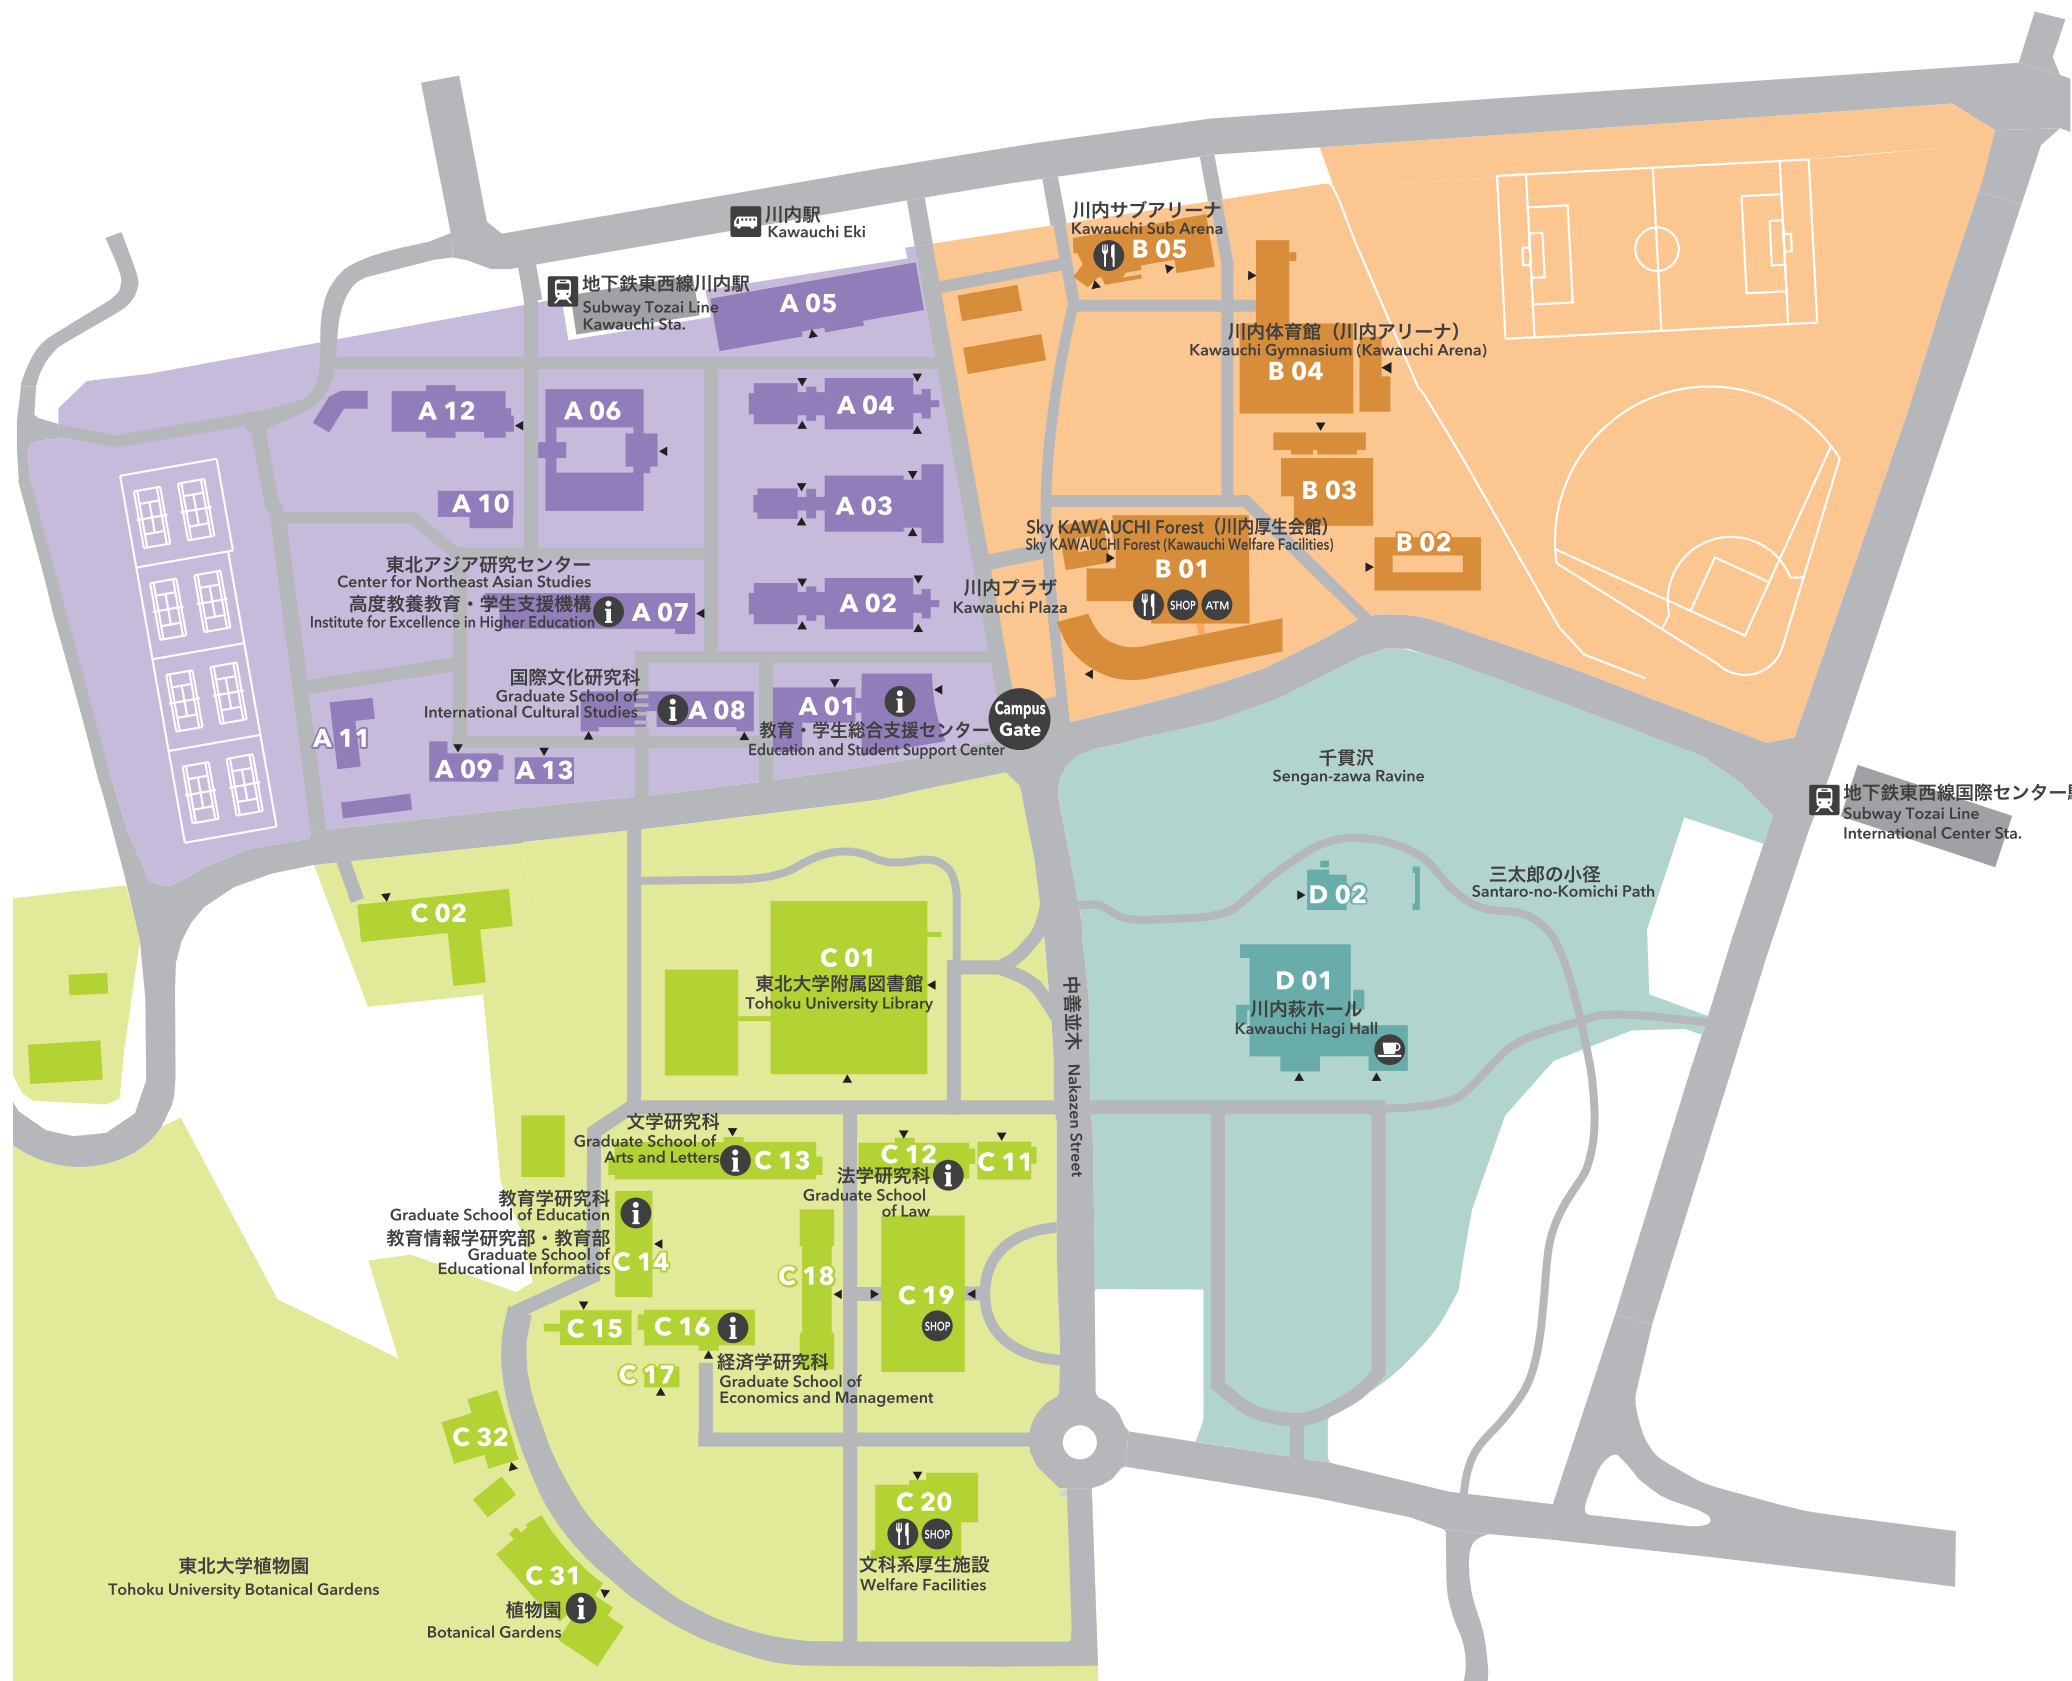 川内駅
Kawauchi Eki
地下鉄東西線川内駅
Subway Tozai Line
Kawauchi Sta.
A 05
川内サブアリーナ
Kawauchi Sub Arena
B 05
川内体育館（川内アリーナ）
Kawauchi Gymnasium (Kawauchi Arena)
B 04
A 12
A 06
A 04
A 10
A 03
B 03
Sky KAWAUCHI Forest（川内厚生会館）
Sky KAWAUCHI Forest (Kawauchi Welfare Facilities)
B 01
SHOP
ATM
B 02
東北アジア研究センター
Center for Northeast Asian Studies
高度教養教育・学生支援機構
Institute for Excellence in Higher Education
i
A 07
A 02
川内プラザ
Kawauchi Plaza
国際文化研究科
Graduate School of
International Cultural Studies
i
A 08
A 01
i
教育・学生総合支援センター
Education and Student Support Center
Campus
Gate
A 11
A 09
A 13
千貫沢
Sengan-zawa Ravine
地下鉄東西線国際センター
Subway Tozai Line
International Center Sta.
三太郎の小径
Santaro-no-Komichi Path
D 02
D 01
川内萩ホール
Kawauchi Hagi Hall
C 02
C 01
東北大学附属図書館
Tohoku University Library
中善並木 Nakazen Street
文学研究科
Graduate School of
Arts and Letters
i
C 13
C 12
i
C 11
法学研究科
Graduate School
of Law
教育学研究科
Graduate School of Education
i
教育情報学研究部・教育部
Graduate School of
Educational Informatics
C 14
C 18
C 19
SHOP
C 15
C 16
i
経済学研究科
Graduate School of
Economics and Management
C 17
C 32
C 20
SHOP
文科系厚生施設
Welfare Facilities
東北大学植物園
Tohoku University Botanical Gardens
C 31
i
植物園
Botanical Gardens